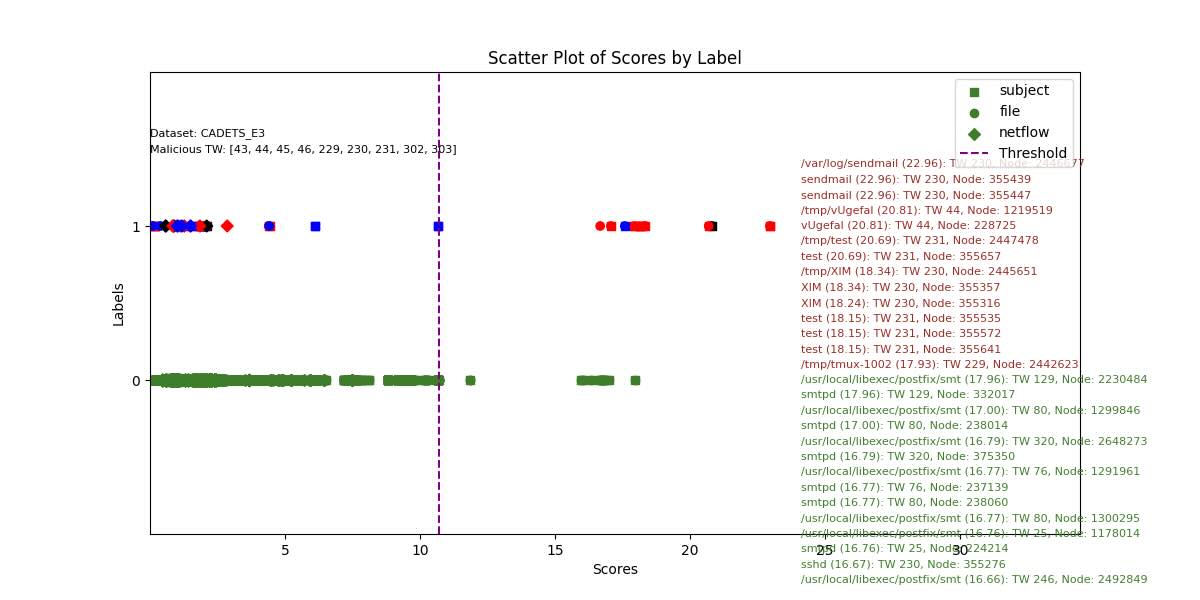 Scatter Plot of Scores by Label
subject
file
netflow
Threshold
Dataset: CADETS_E3
Malicious TW: [43, 44, 45, 46, 229, 230, 231, 302, 303]
/var/log/sendmail (22.96): TW 230, Node: 2446677
sendmail (22.96): TW 230, Node: 355439
sendmail (22.96): TW 230, Node: 355447
/tmp/vUgefal (20.81): TW 44, Node: 1219519
vUgefal (20.81): TW 44, Node: 228725
/tmp/test (20.69): TW 231, Node: 2447478
test (20.69): TW 231, Node: 355657
/tmp/XIM (18.34): TW 230, Node: 2445651
XIM (18.34): TW 230, Node: 355357
XIM (18.24): TW 230, Node: 355316
test (18.15): TW 231, Node: 355535
test (18.15): TW 231, Node: 355572
test (18.15): TW 231, Node: 355641
/tmp/tmux-1002 (17.93): TW 229, Node: 2442623
/usr/local/libexec/postfix/smt (17.96): TW 129, Node: 2230484
smtpd (17.96): TW 129, Node: 332017
/usr/local/libexec/postfix/smt (17.00): TW 80, Node: 1299846
smtpd (17.00): TW 80, Node: 238014
/usr/local/libexec/postfix/smt (16.79): TW 320, Node: 2648273
smtpd (16.79): TW 320, Node: 375350
/usr/local/libexec/postfix/smt (16.77): TW 76, Node: 1291961
smtpd (16.77): TW 76, Node: 237139
smtpd (16.77): TW 80, Node: 238060
/usr/local/libexec/postfix/smt (16.77): TW 80, Node: 1300295
/usr/local/libexec/postfix/smt (16.76): TW 25, Node: 1178014
smtpd (16.76): TW 25, Node: 224214
sshd (16.67): TW 230, Node: 355276
/usr/local/libexec/postfix/smt (16.66): TW 246, Node: 2492849
Labels
1
0
5 10 15 20 25 30
Scores